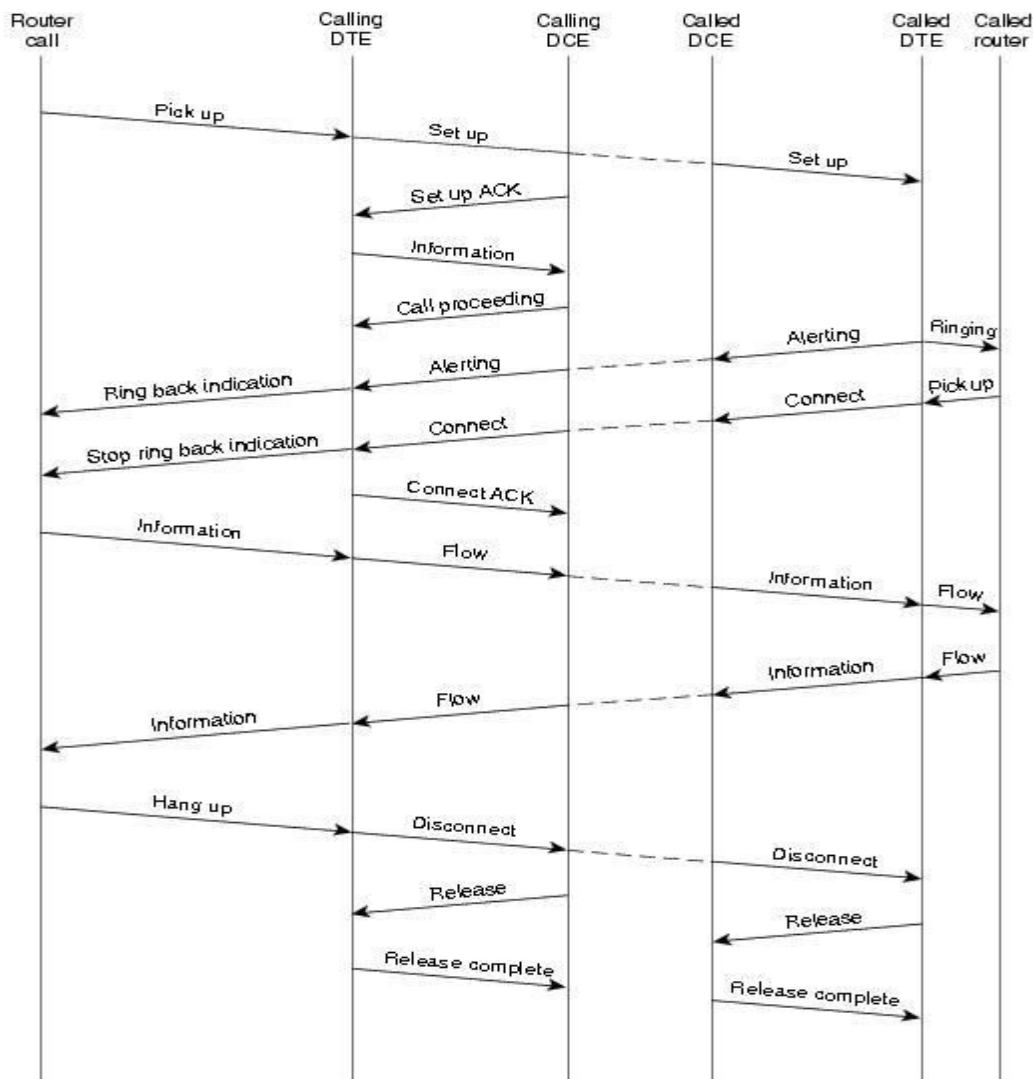 Router call
Calling DTE
Calling DCE
Called DCE
Called DTE
Called router
Pick up
Set up
Set up
Set up ACK
Information
Call proceeding
Ringing
Alerting
Alerting
Ring back indication
Pick up
Connect
Connect
Stop ring back indication
Connect ACK
Information
Flow
Information
Flow
Flow
Information
Flow
Information
Hang up
Disconnect
Disconnect
Release
Release
Release complete
Release complete